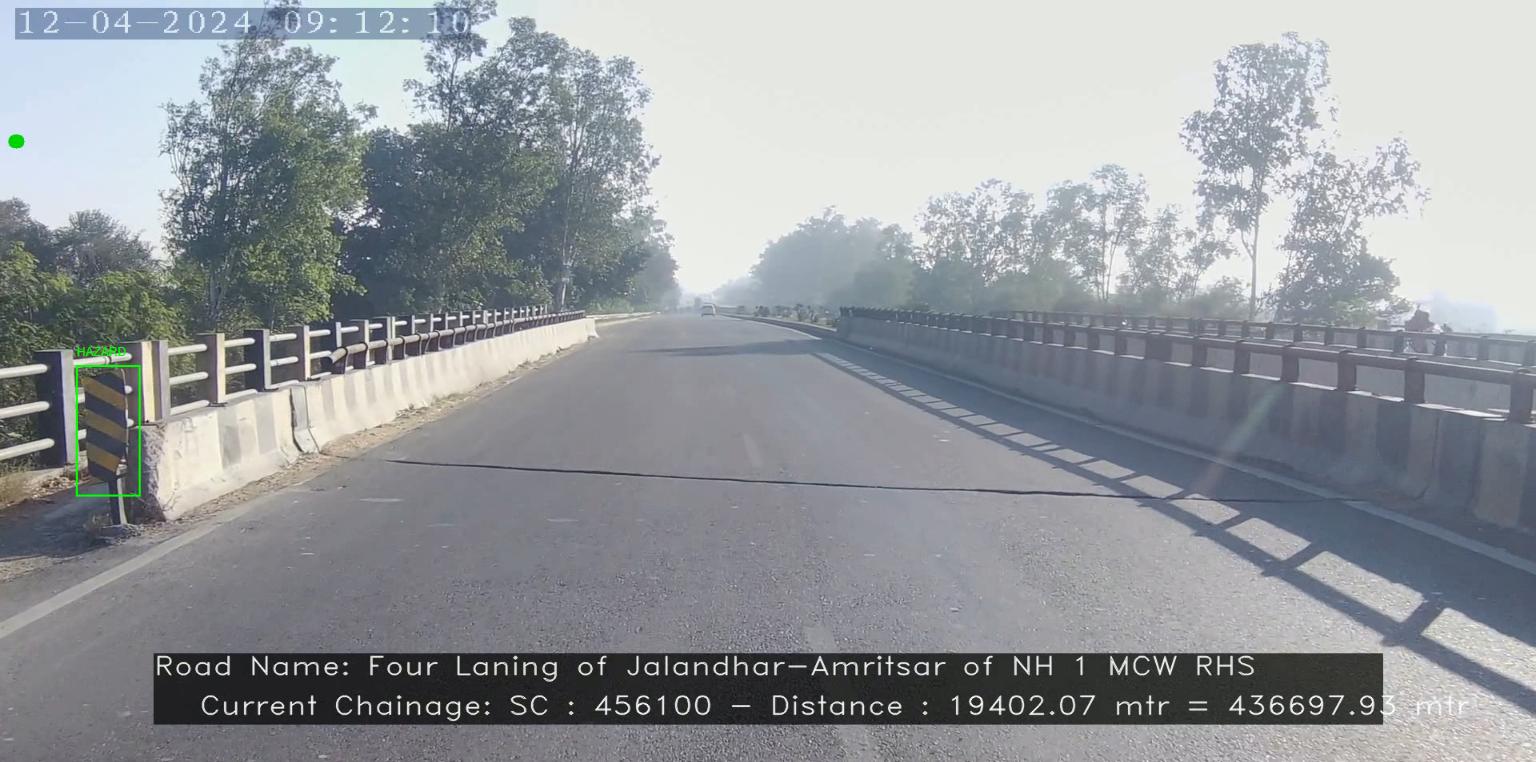 12-04-2024 09:12:10
HAZARD
Road Name: Four Laning of Jalandhar-Amritsar of NH 1 MCW RHS
Current Chainage: SC : 456100 - Distance : 19402.07 mtr = 436697.93 mtr